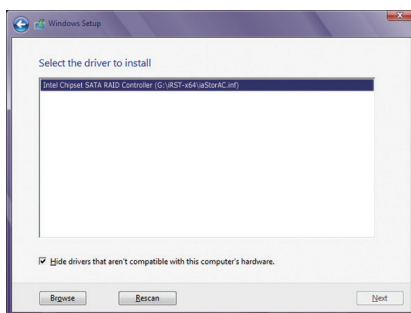 Windows Setup
Select the driver to install
Intel Chipset SATA RAID Controller (G:\iRST-x64\iaStorAC.inf)
Hide drivers that aren't compatible with this computer's hardware.
Browse
Rescan
Next